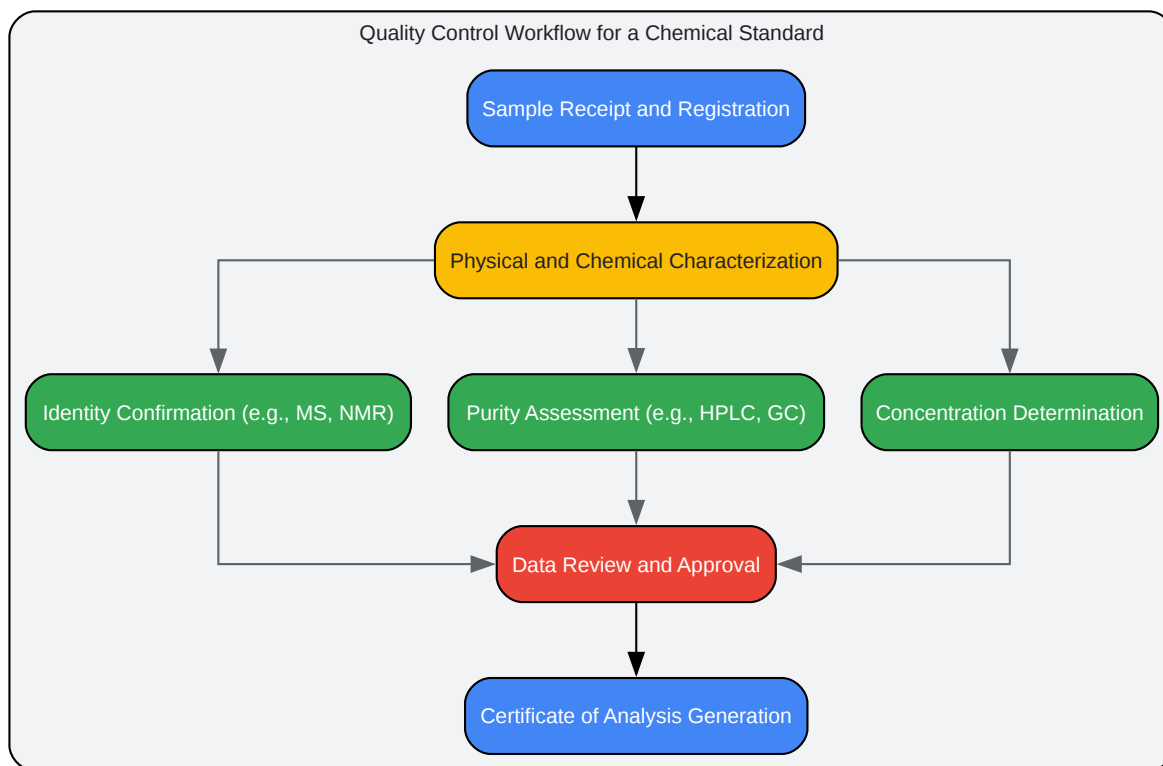 Quality Control Workflow for a Chemical Standard
Sample Receipt and Registration
Physical and Chemical Characterization
Identity Confirmation (e.g., MS, NMR)
Purity Assessment (e.g., HPLC, GC)
Concentration Determination
Data Review and Approval
Certificate of Analysis Generation